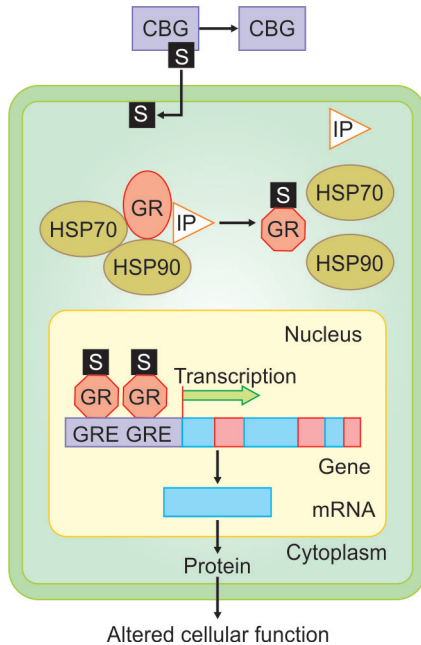 CBG
CBG
S
S
IP
GR
IP
HSP70
HSP90
S
GR
HSP70
HSP90
Nucleus
S
S
Transcription
GR
GR
GRE GRE
Gene
mRNA
Cytoplasm
Protein
Altered cellular function